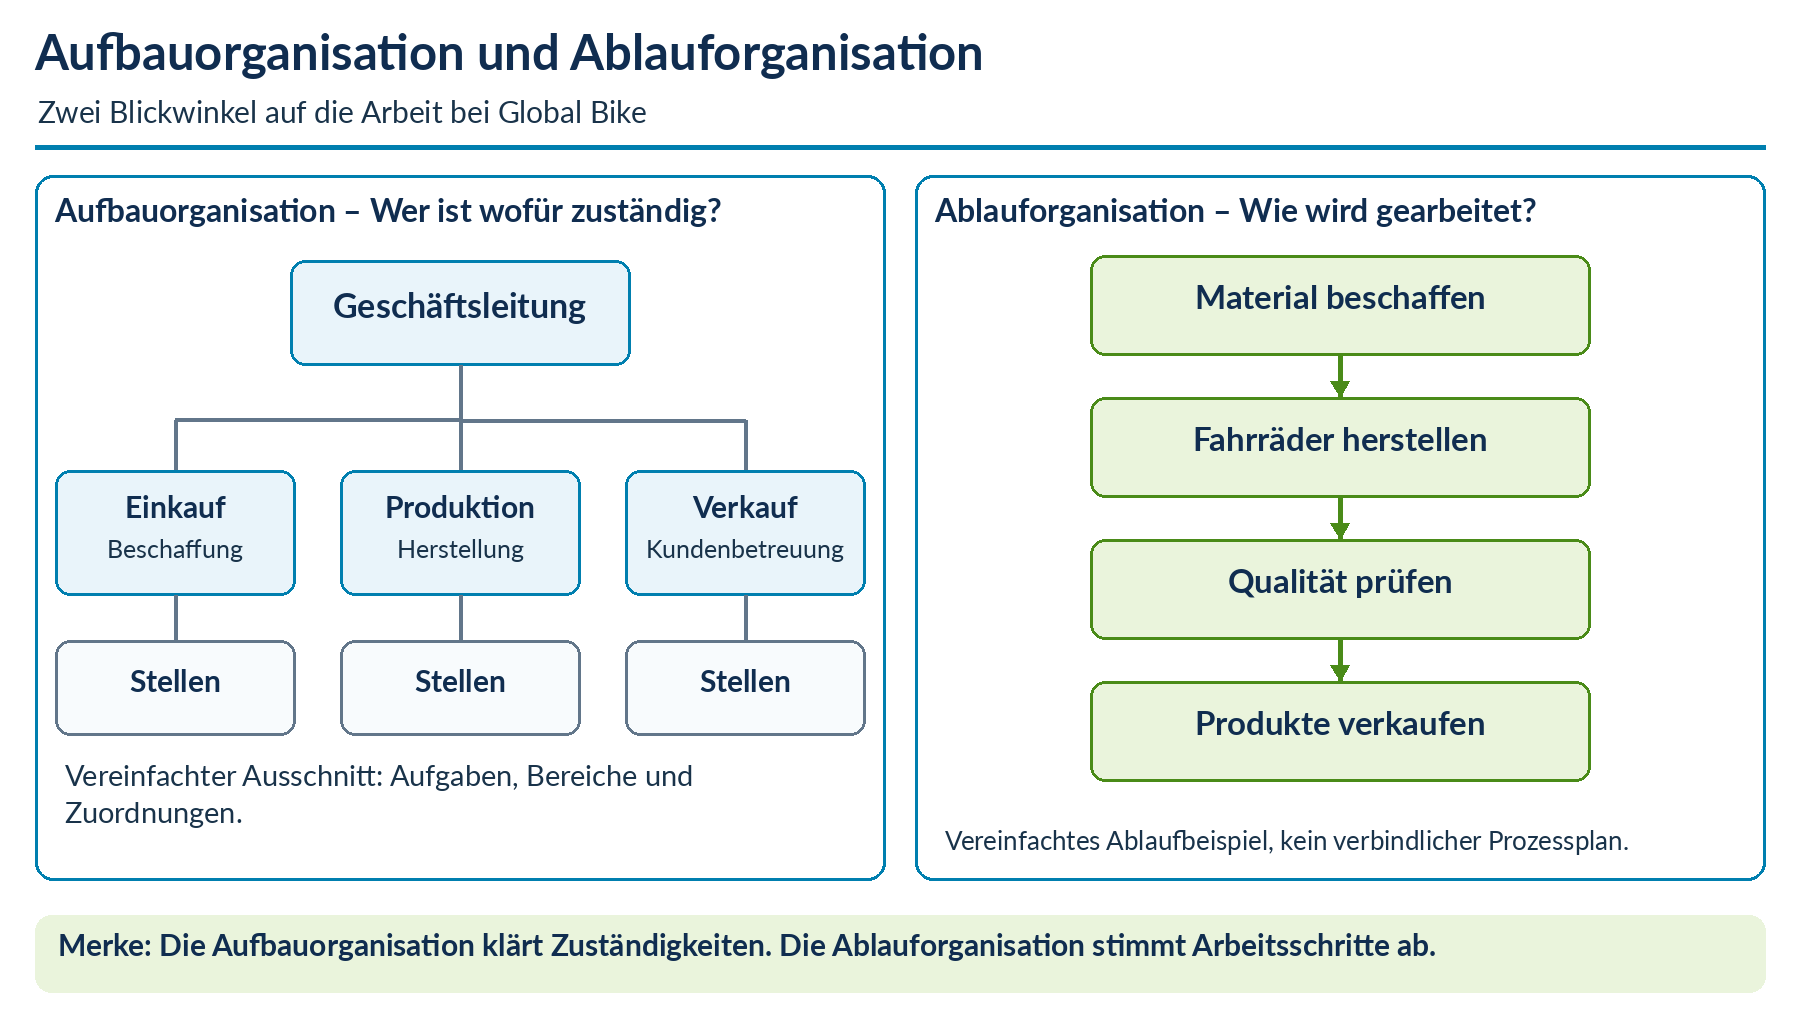 Aufbauorganisation und Ablauforganisation
Zwei Blickwinkel auf die Arbeit bei Global Bike
Aufbauorganisation – Wer ist wofür zuständig?
Geschäftsleitung
Einkauf
Beschaffung
Produktion
Herstellung
Verkauf
Kundenbetreuung
Stellen
Stellen
Stellen
Vereinfachter Ausschnitt: Aufgaben, Bereiche und
Zuordnungen.
Ablauforganisation – Wie wird gearbeitet?
Material beschaffen
Fahrräder herstellen
Qualität prüfen
Produkte verkaufen
Vereinfachtes Ablaufbeispiel, kein verbindlicher Prozessplan.
Merke: Die Aufbauorganisation klärt Zuständigkeiten. Die Ablauforganisation stimmt Arbeitsschritte ab.